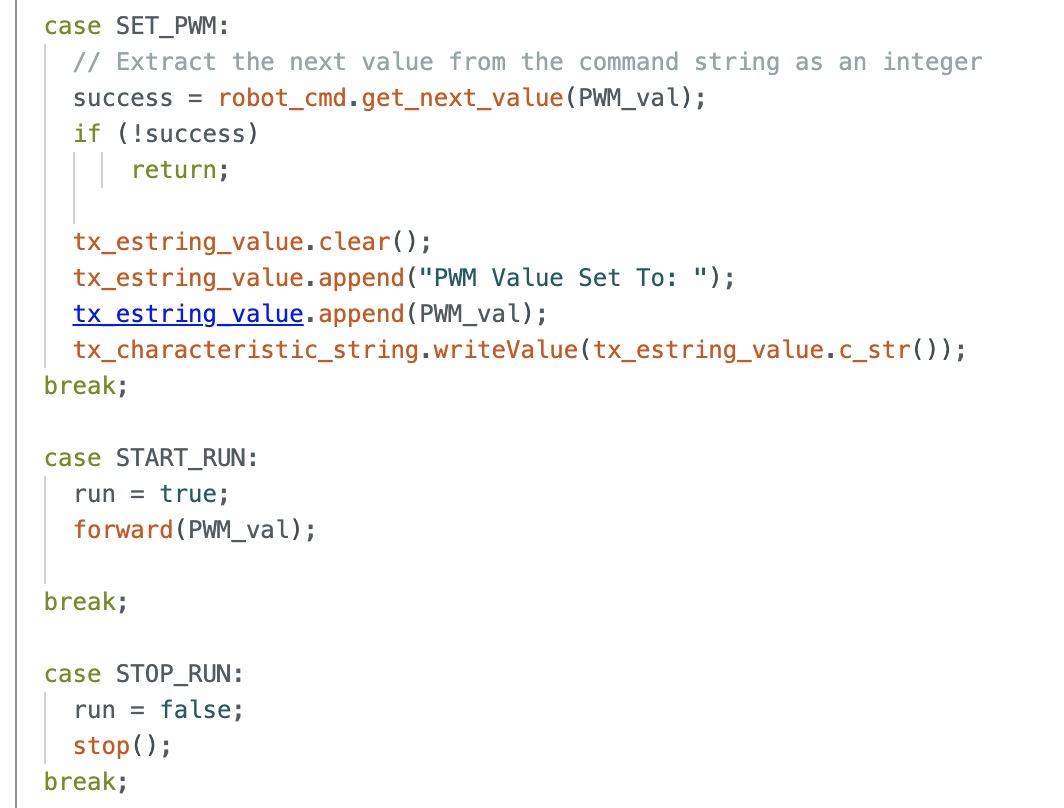 case SET_PWM:
// Extract the next value from the command string as an integer
success = robot_cmd.get_next_value(PWM_val);
if (!success)
return;
tx_estring_value.clear();
tx_estring_value.append("PWM Value Set To: ");
tx_estring_value.append(PWM_val);
tx_characteristic_string.writeValue(tx_estring_value.c_str());
break;
case START_RUN:
run = true;
forward(PWM_val);
break;
case STOP_RUN:
run = false;
stop();
break;